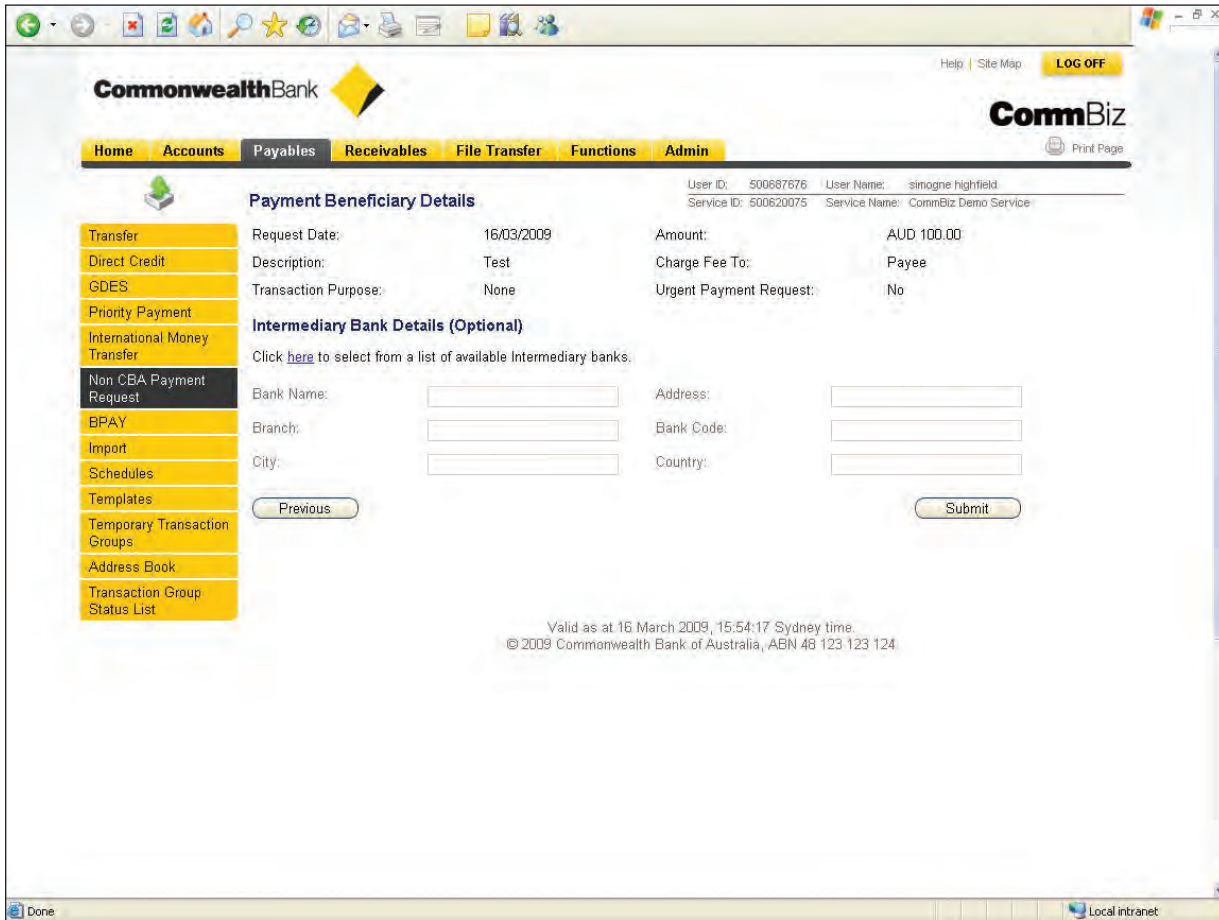 Help | Site Map LOG OFF
CommonwealthBank
CommBiz
Home Accounts Payables Receivables File Transfer Functions Admin
Print Page
User ID: 500687676 User Name: simogne highfield
Payment Beneficiary Details
Service ID: 500620075 Service Name: CommBiz Demo Service
Transfer
Direct Credit
GDES
Priority Payment
International Money
Transfer
Non CBA Payment
Request
BPAY
Import
Schedules
Templates
Temporary Transaction
Groups
Address Book
Transaction Group
Status List
Request Date: 16/03/2009 Amount: AUD 100.00
Description: Test Charge Fee To: Payee
Transaction Purpose: None Urgent Payment Request: No
Intermediary Bank Details (Optional)
Click here to select from a list of available Intermediary banks.
Bank Name: Address:
Branch: Bank Code:
City: Country:
Previous Submit
Valid as at 16 March 2009, 15:54:17 Sydney time.
© 2009 Commonwealth Bank of Australia, ABN 48 123 123 124
Done Local intranet